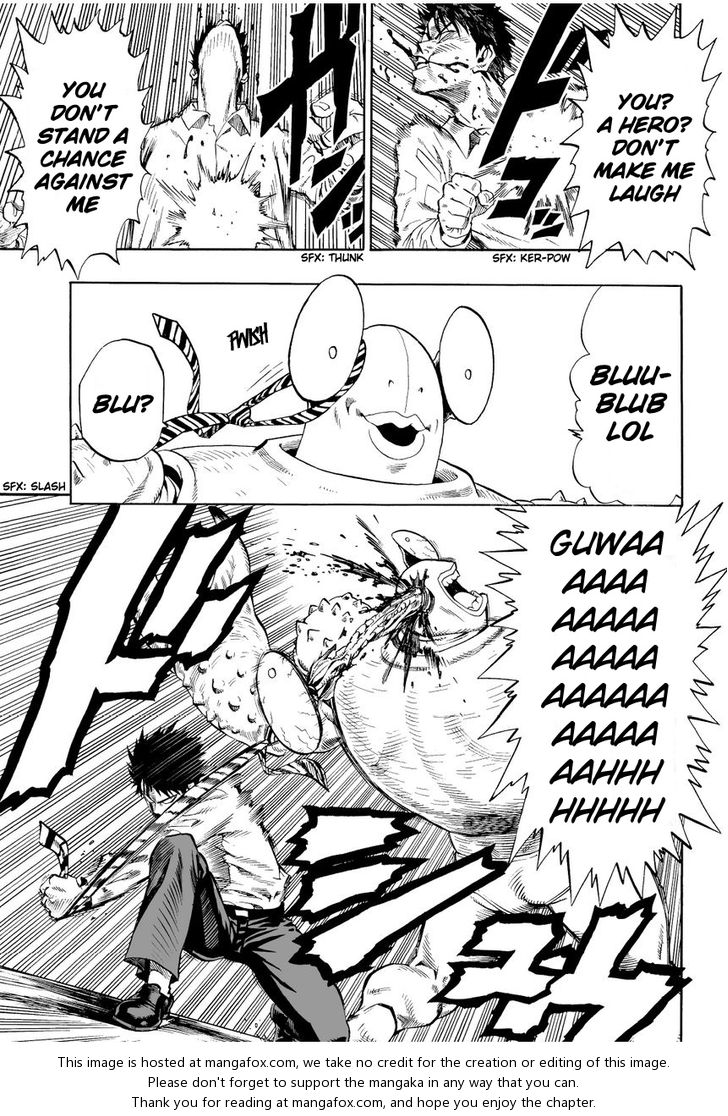 YOU?
A HERO?
DON'T
MAKE ME
LAUGH
ドコッ
SFX: KER-POW
YOU
DON'T
STAND A
CHANCE
AGAINST
ME
SFX: THUNK
BLUU-
BLUB
LOL
PWISH
BLU?
SFX: SLASH
GUWAA
AAAA
AAAAA
AAAAA
AAAAAA
AAAAA
AAHHH
HHHHH
This image is hosted at mangafox.com, we take no credit for the creation or editing of this image.
Please don't forget to support the mangaka in any way that you can.
Thank you for reading at mangafox.com, and hope you enjoy the chapter.